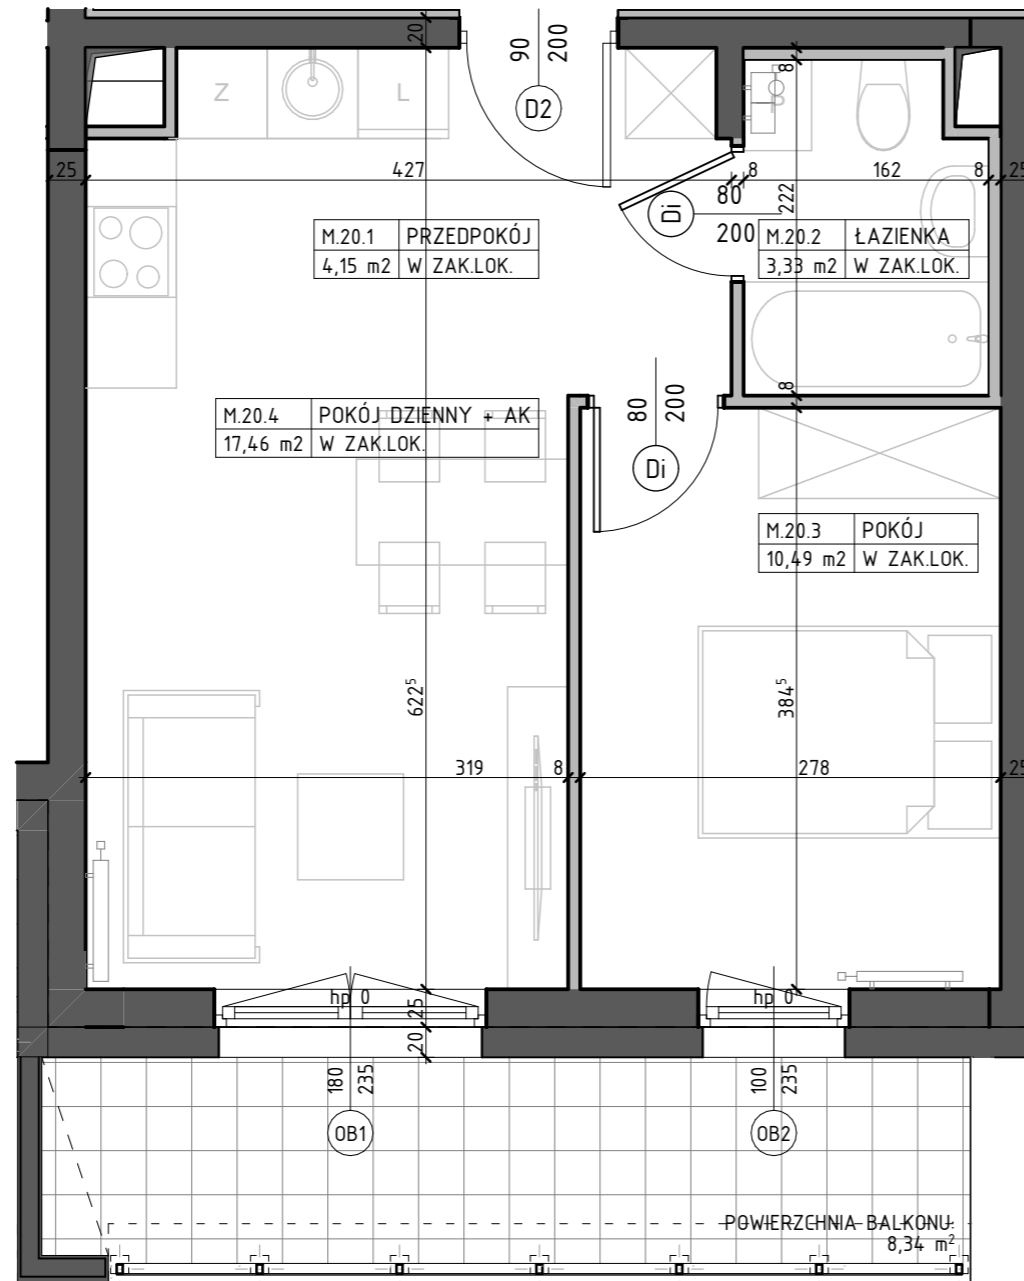 20
90
200
D2
8
Z
L
25
427
8
162
8
25
80
200
Di
222
M.20.1 PRZEDPOKÓJ
4,15 m2 W ZAK.LOK.
M.20.2 ŁAZIENKA
3,33 m2 W ZAK.LOK.
8
80
200
Di
M.20.4 POKÓJ DZIENNY + AK
17,46 m2 W ZAK.LOK.
M.20.3 POKÓJ
10,49 m2 W ZAK.LOK.
622⁵
384⁵
319
8
278
25
hp 0
25
hp 0
20
180
235
100
235
OB1
OB2
POWIERZCHNIA BALKONU:
8,34 m²